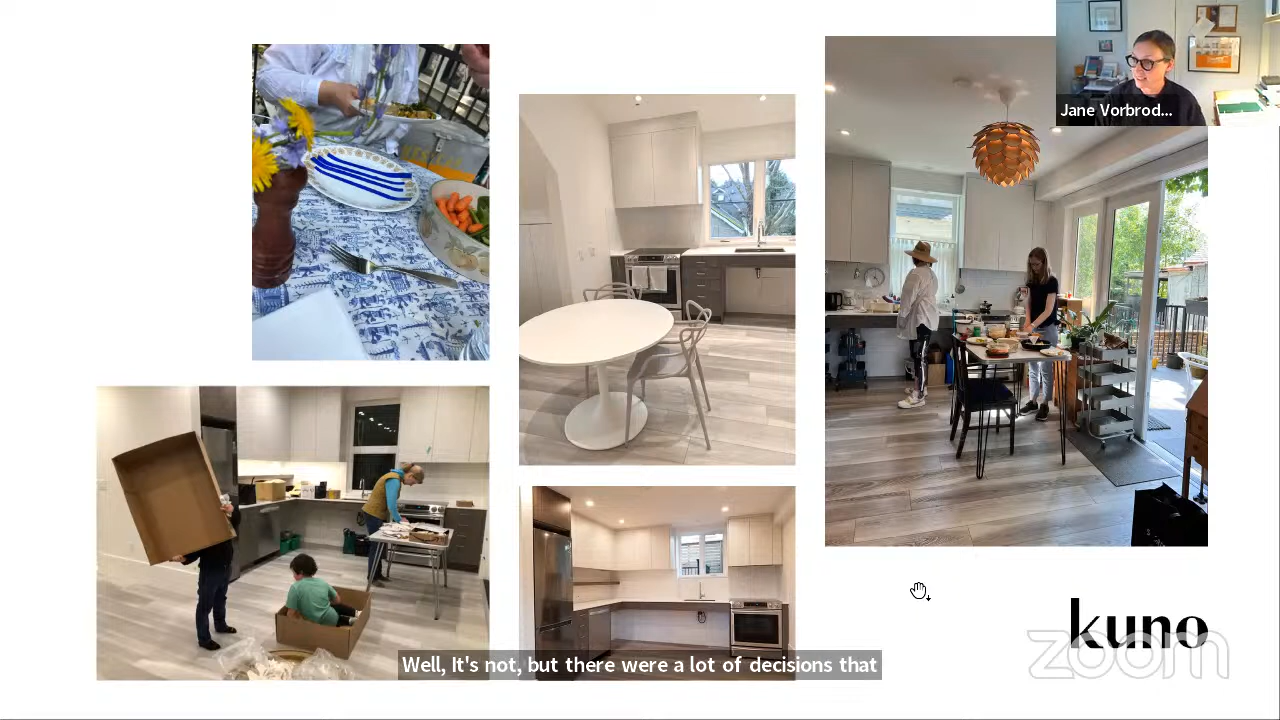 Jane Vorbrod...
kuno
zoom
Well, It's not, but there were a lot of decisions that